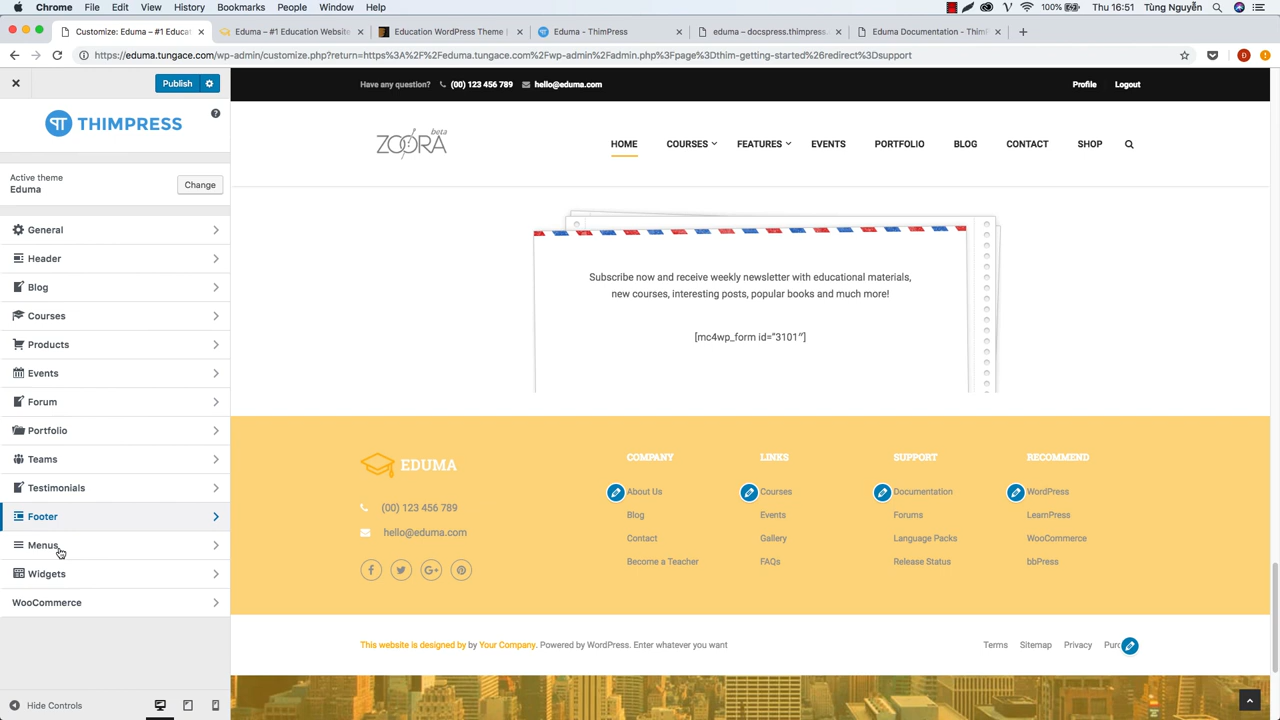 Chrome File Edit View History Bookmarks People Window Help
100% Thu 16:51 Tùng Nguyễn
Customize: Eduma – #1 Educat
Eduma – #1 Education Website
Education WordPress Theme |
Eduma - ThimPress
eduma – docspress.thimpress.
Eduma Documentation - ThimP
https://eduma.tungace.com/wp-admin/customize.php?return=https%3A%2F%2Feduma.tungace.com%2Fwp-admin%2Fadmin.php%3Fpage%3Dthim-getting-started%26redirect%3Dsupport
Publish
THIMPRESS
Active theme
Eduma
Change
General
Header
Blog
Courses
Products
Events
Forum
Portfolio
Teams
Testimonials
Footer
Menus
Widgets
WooCommerce
Hide Controls
Have any question? (00) 123 456 789 hello@eduma.com
Profile Logout
ZOORA beta
HOME COURSES FEATURES EVENTS PORTFOLIO BLOG CONTACT SHOP
Subscribe now and receive weekly newsletter with educational materials,
new courses, interesting posts, popular books and much more!
[mc4wp_form id="3101″]
EDUMA
(00) 123 456 789
hello@eduma.com
COMPANY
About Us
Blog
Contact
Become a Teacher
LINKS
Courses
Events
Gallery
FAQs
SUPPORT
Documentation
Forums
Language Packs
Release Status
RECOMMEND
WordPress
LearnPress
WooCommerce
bbPress
This website is designed by by Your Company. Powered by WordPress. Enter whatever you want
Terms Sitemap Privacy Purc